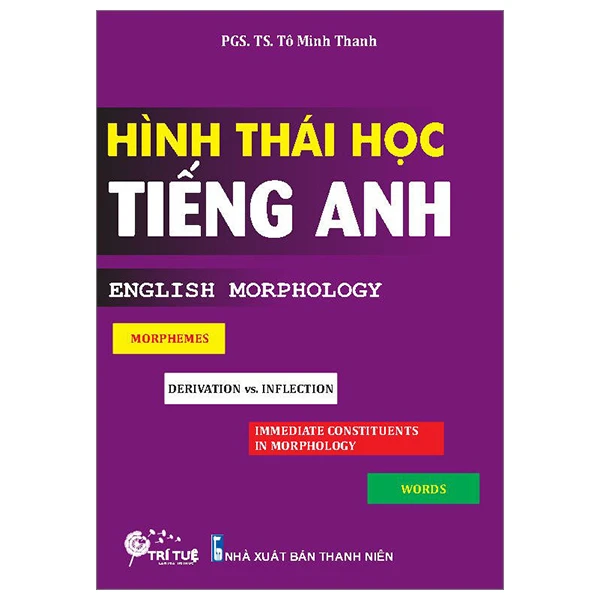 PGS. TS. Tô Minh Thanh
HÌNH THÁI HỌC
TIẾNG ANH
ENGLISH MORPHOLOGY
MORPHEMES
DERIVATION vs. INFLECTION
IMMEDIATE CONSTITUENTS
IN MORPHOLOGY
WORDS
TRÍ TUỆ
NHÀ XUẤT BẢN THANH NIÊN